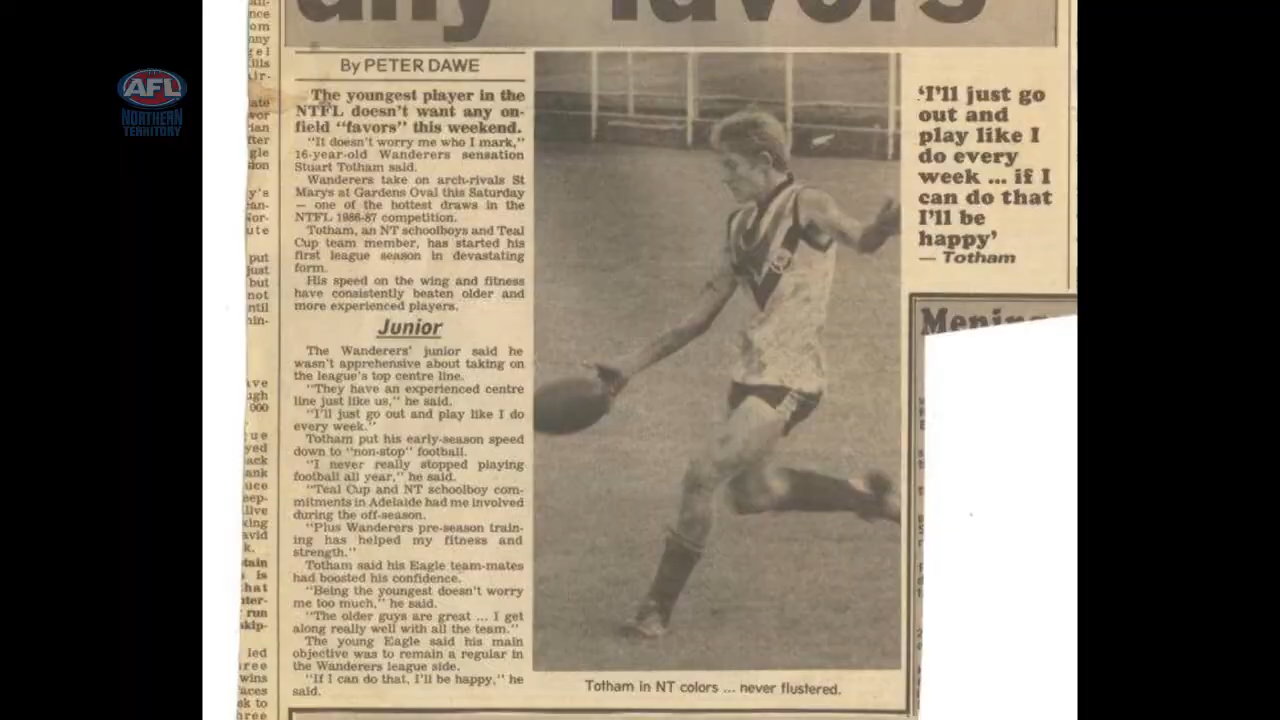 any favors
AFL
NORTHERN
TERRITORY
By PETER DAWE
The youngest player in the
NTFL doesn't want any on-
field "favors" this weekend.
"It doesn't worry me who I mark,"
16-year-old Wanderers sensation
Stuart Totham said.
Wanderers take on arch-rivals St
Marys at Gardens Oval this Saturday
— one of the hottest draws in the
NTFL 1986-87 competition.
Totham, an NT schoolboys and Teal
Cup team member, has started his
first league season in devastating
form.
His speed on the wing and fitness
have consistently beaten older and
more experienced players.
Junior
The Wanderers' junior said he
wasn't apprehensive about taking on
the league's top centre line.
"They have an experienced centre
line just like us," he said.
"I'll just go out and play like I do
every week."
Totham put his early-season speed
down to "non-stop" football.
"I never really stopped playing
football all year," he said.
"Teal Cup and NT schoolboy com-
mitments in Adelaide had me involved
during the off-season.
"Plus Wanderers pre-season train-
ing has helped my fitness and
strength."
Totham said his Eagle team-mates
had boosted his confidence.
"Being the youngest doesn't worry
me too much," he said.
"The older guys are great ... I get
along really well with all the team."
The young Eagle said his main
objective was to remain a regular in
the Wanderers league side.
"If I can do that, I'll be happy," he
said.
Totham in NT colors ... never flustered.
'I'll just go
out and
play like I
do every
week ... if I
can do that
I'll be
happy'
— Totham